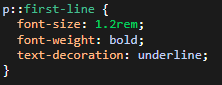 p::first-line {
  font-size: 1.2rem;
  font-weight: bold;
  text-decoration: underline;
}